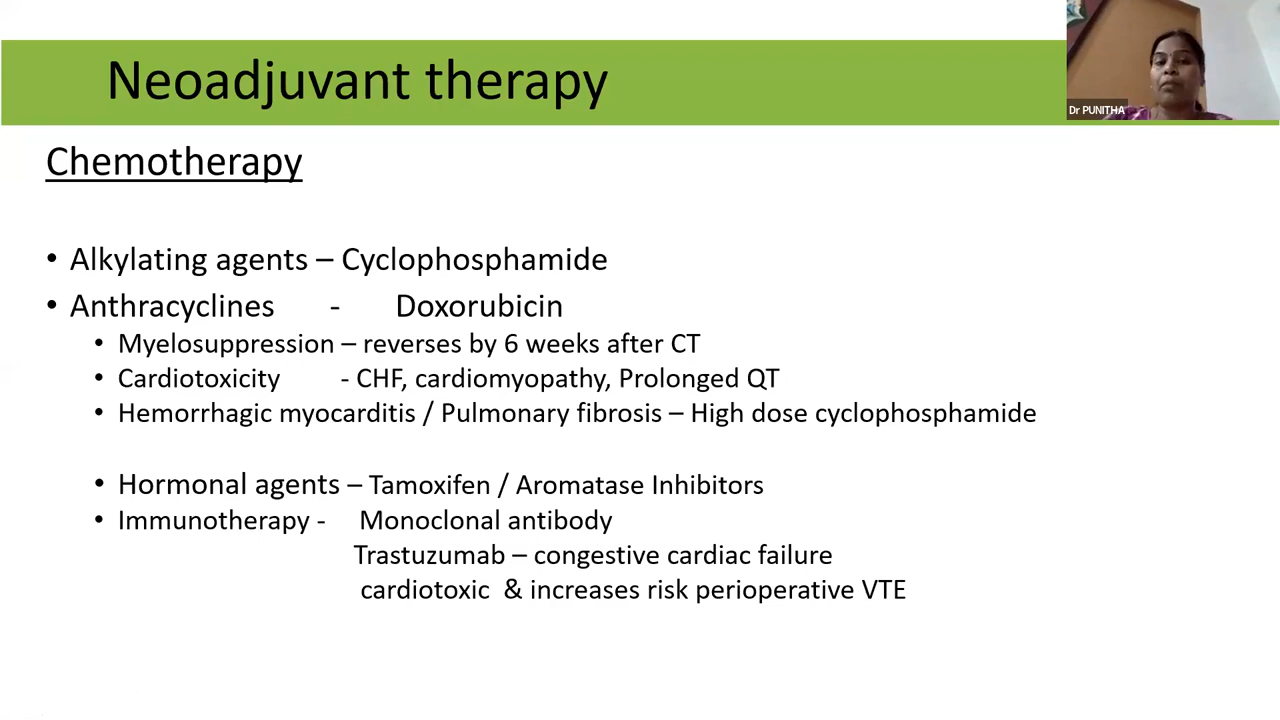 Neoadjuvant therapy
Dr PUNITHA
Chemotherapy
• Alkylating agents – Cyclophosphamide
• Anthracyclines - Doxorubicin
• Myelosuppression – reverses by 6 weeks after CT
• Cardiotoxicity - CHF, cardiomyopathy, Prolonged QT
• Hemorrhagic myocarditis / Pulmonary fibrosis – High dose cyclophosphamide
• Hormonal agents – Tamoxifen / Aromatase Inhibitors
• Immunotherapy - Monoclonal antibody
Trastuzumab – congestive cardiac failure
cardiotoxic & increases risk perioperative VTE